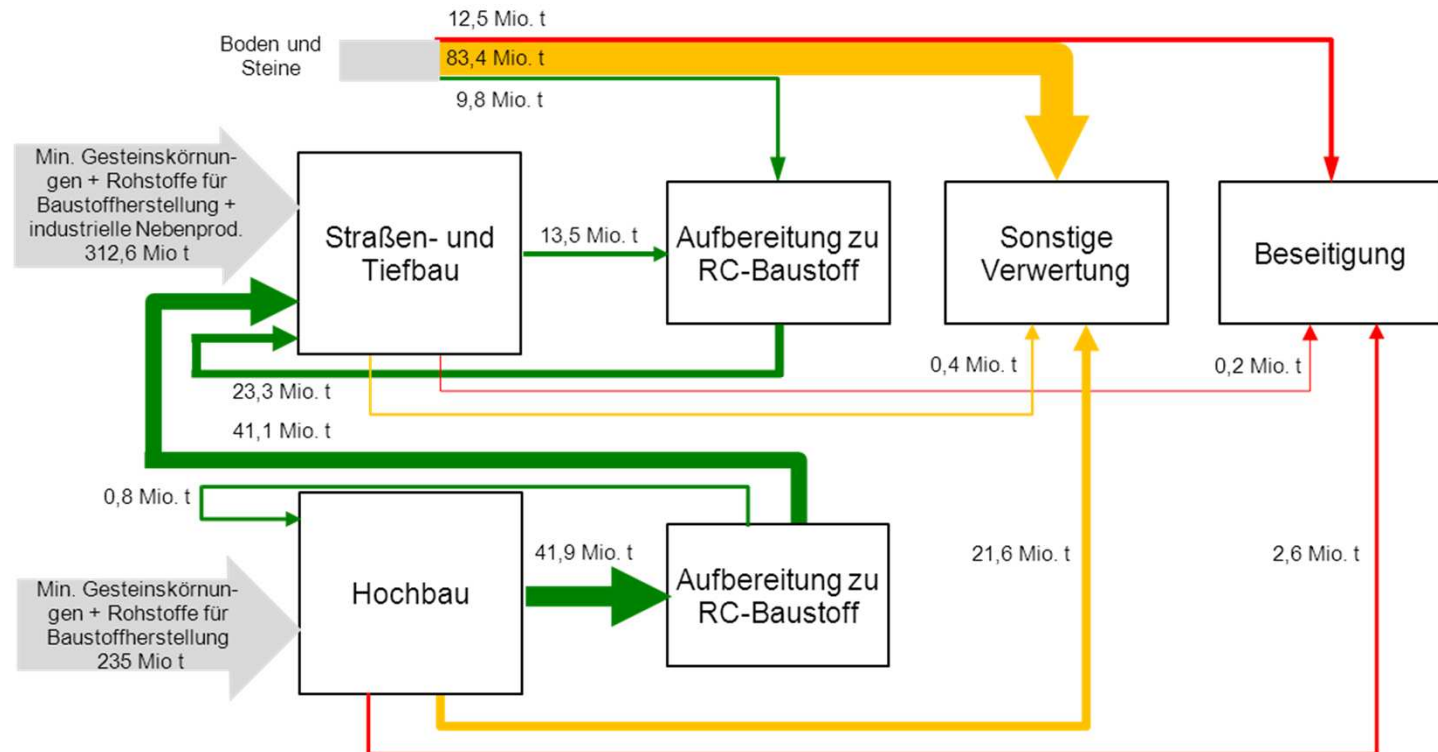 12,5 Mio. t
Boden und
Steine
83,4 Mio. t
9,8 Mio. t
Min. Gesteinskörnun-
gen + Rohstoffe für
Baustoffherstellung +
industrielle Nebenprod.
312,6 Mio t
Straßen- und
Tiefbau
13,5 Mio. t
Aufbereitung zu
RC-Baustoff
Sonstige
Verwertung
Beseitigung
23,3 Mio. t
0,4 Mio. t
0,2 Mio. t
41,1 Mio. t
0,8 Mio. t
Min. Gesteinskörnun-
gen + Rohstoffe für
Baustoffherstellung
235 Mio t
Hochbau
41,9 Mio. t
Aufbereitung zu
RC-Baustoff
21,6 Mio. t
2,6 Mio. t